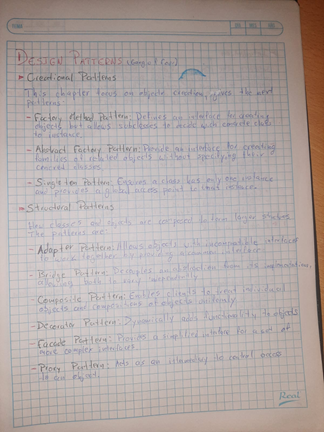 DESIGN PATTERNS (Gang of Four)
Creational Patterns
This chapter focus on objects creation, gives the next
patterns:
- Factory Method Pattern: Defines an interface for creating
objects but allows subclasses to decide with concrete class
to instance.
- Abstract Factory Pattern: Provide an interface for creating
families of related objects without specifying their
concrete classes.
- Singleton Pattern: Ensures a class has only one instance
and provides a global access point to that instance.
Structural Patterns
How classes and objects are composed to form larger structures.
The patterns are
- Adapter Pattern: Allows objects with incompatible interfaces
to work together by providing a common interface
- Bridge Pattern: Decouples an abstraction from its implementation,
allowing both to vary independently
- Composite Pattern: Enables clients to treat individual
objects and compositions of objects uniformly
- Decorator Pattern: Dynamically adds functionality to objects
- Facade Pattern: Provides a simplified interface for a set of
more complex interfaces.
- Proxy Pattern: Acts as an intermediary to control access
to an object.